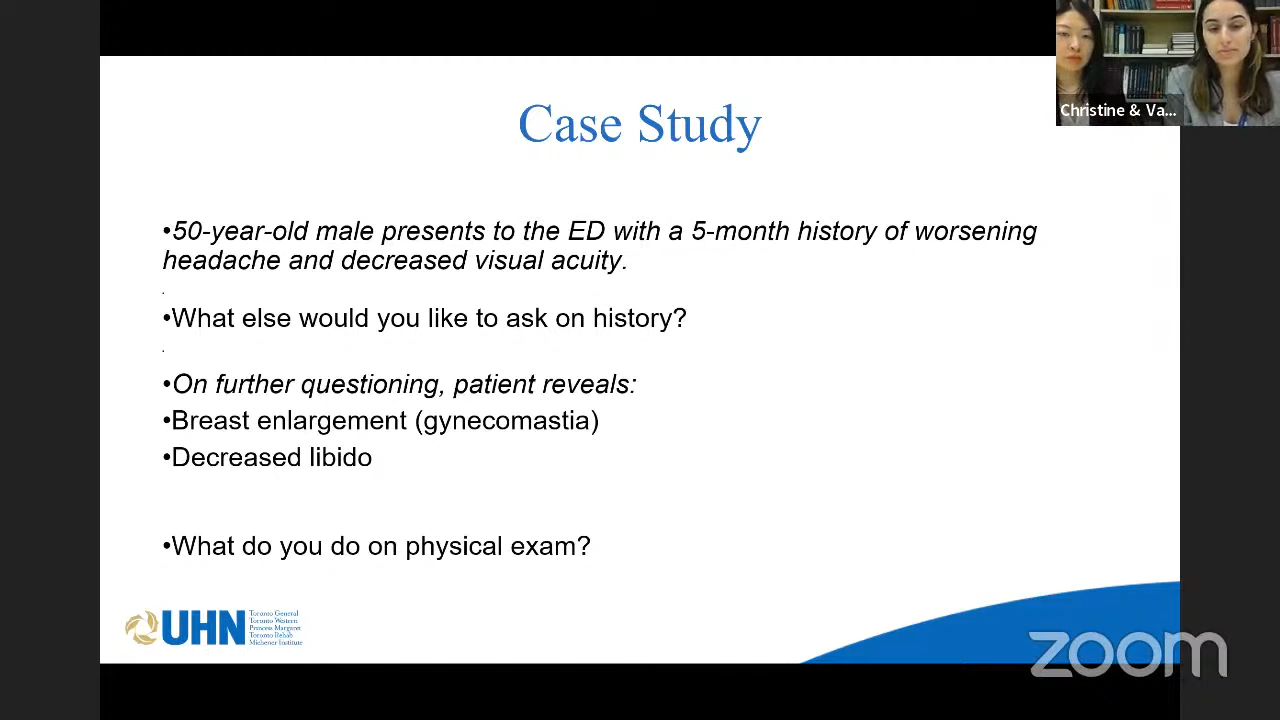 Case Study
•50-year-old male presents to the ED with a 5-month history of worsening
headache and decreased visual acuity.
•What else would you like to ask on history?
•On further questioning, patient reveals:
•Breast enlargement (gynecomastia)
•Decreased libido
•What do you do on physical exam?
UHN
Toronto General
Toronto Western
Princess Margaret
Toronto Rehab
Michener Institute
Christine & Va...
zoom